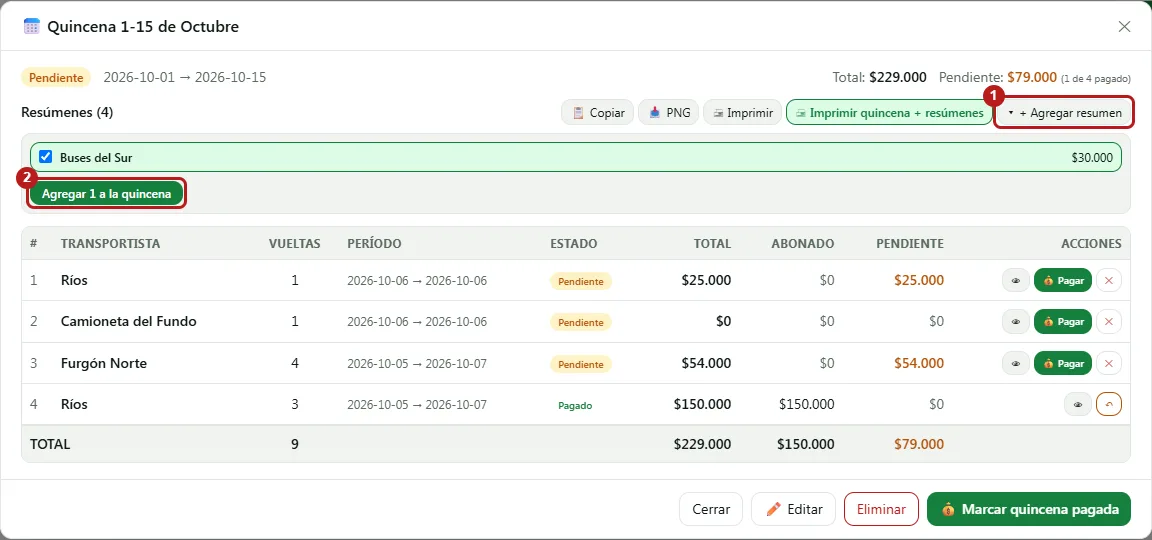 Quincena 1-15 de Octubre
Pendiente 2026-10-01 → 2026-10-15 Total: $229.000 Pendiente: $79.000 (1 de 4 pagado)
1
Resúmenes (4) Copiar PNG Imprimir Imprimir quincena + resúmenes + Agregar resumen
Buses del Sur $30.000
2
Agregar 1 a la quincena
# TRANSPORTISTA VUELTAS PERÍODO ESTADO TOTAL ABONADO PENDIENTE ACCIONES
1 Ríos 1 2026-10-06 → 2026-10-06 Pendiente $25.000 $0 $25.000 Pagar
2 Camioneta del Fundo 1 2026-10-06 → 2026-10-06 Pendiente $0 $0 $0 Pagar
3 Furgón Norte 4 2026-10-05 → 2026-10-07 Pendiente $54.000 $0 $54.000 Pagar
4 Ríos 3 2026-10-05 → 2026-10-07 Pagado $150.000 $150.000 $0
TOTAL 9 $229.000 $150.000 $79.000
Cerrar Editar Eliminar Marcar quincena pagada